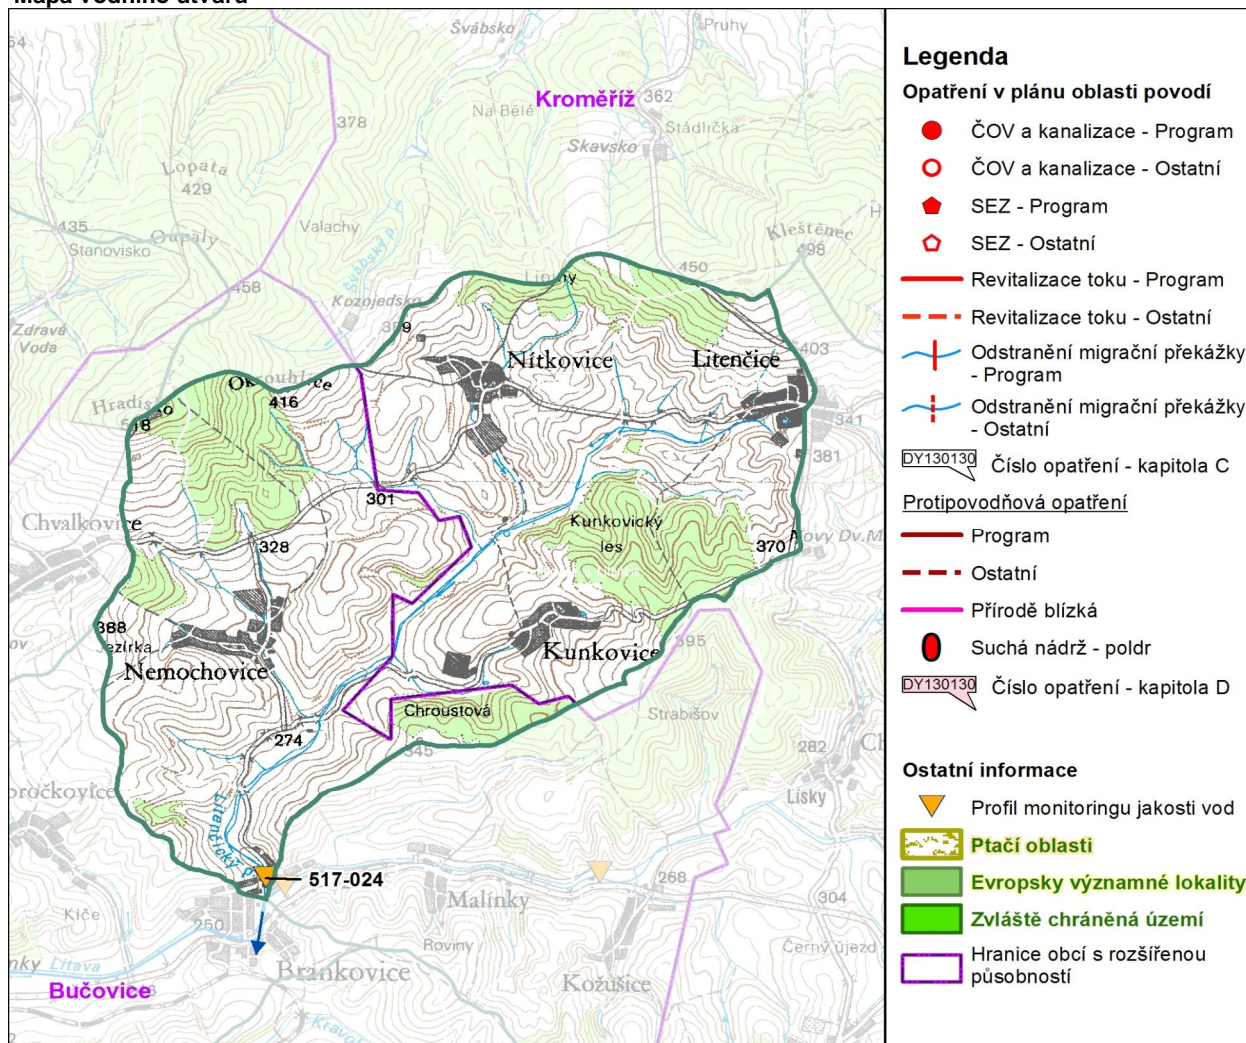 Mapa vodního útvaru
Švábsko
Pruhy
Kroměříž
362
Na Bělé
Stádlička
378
Skavsko
Lopata
429
435
Stanovisko
Oupaly
Valachy
Kleštěnec
498
458
450
Kozojedsko
Zdravá
Voda
Nítkovice
Litenčice
403
416
341
381
301
Chvalkovice
328
Kunkovický
les
370
388
Nemochovice
Kunkovice
395
Chroustová
Strabišov
274
345
282
Lísky
Litenčický p.
517-024
Malínky
268
304
Kíče
250
Roviny
Černý újezd
Litava
Brankovice
Kožušice
Bučovice
Legenda
Opatření v plánu oblasti povodí
ČOV a kanalizace - Program
ČOV a kanalizace - Ostatní
SEZ - Program
SEZ - Ostatní
Revitalizace toku - Program
Revitalizace toku - Ostatní
Odstranění migrační překážky
- Program
Odstranění migrační překážky
- Ostatní
DY130130 Číslo opatření - kapitola C
Protipovodňová opatření
Program
Ostatní
Přírodě blízká
Suchá nádrž - poldr
DY130130 Číslo opatření - kapitola D
Ostatní informace
Profil monitoringu jakosti vod
Ptačí oblasti
Evropsky významné lokality
Zvláště chráněná území
Hranice obcí s rozšířenou
působností